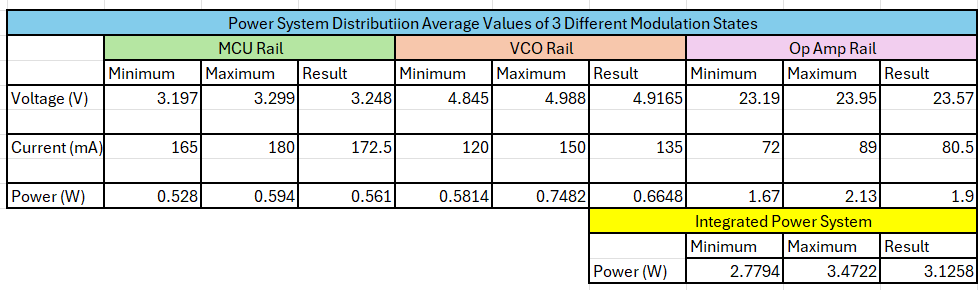 Power System Distributiion Average Values of 3 Different Modulation States
MCU Rail VCO Rail Op Amp Rail
Minimum Maximum Result Minimum Maximum Result Minimum Maximum Result
Voltage (V) 3.197 3.299 3.248 4.845 4.988 4.9165 23.19 23.95 23.57
Current (mA) 165 180 172.5 120 150 135 72 89 80.5
Power (W) 0.528 0.594 0.561 0.5814 0.7482 0.6648 1.67 2.13 1.9
Integrated Power System
Minimum Maximum Result
Power (W) 2.7794 3.4722 3.1258